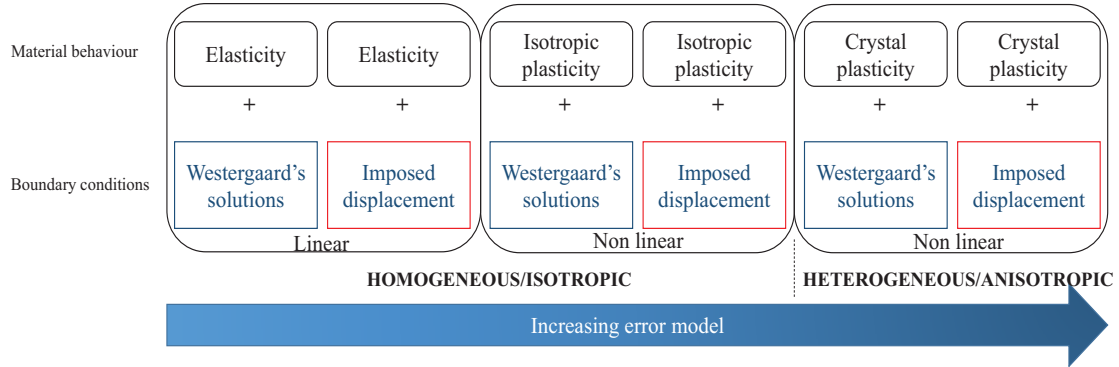 Material behaviour
Elasticity
Elasticity
Isotropic
plasticity
Isotropic
plasticity
Crystal
plasticity
Crystal
plasticity
+
+
+
+
+
+
Boundary conditions
Westergaard's
solutions
Imposed
displacement
Westergaard's
solutions
Imposed
displacement
Westergaard's
solutions
Imposed
displacement
Linear
Non linear
Non linear
HOMOGENEOUS/ISOTROPIC
HETEROGENEOUS/ANISOTROPIC
Increasing error model